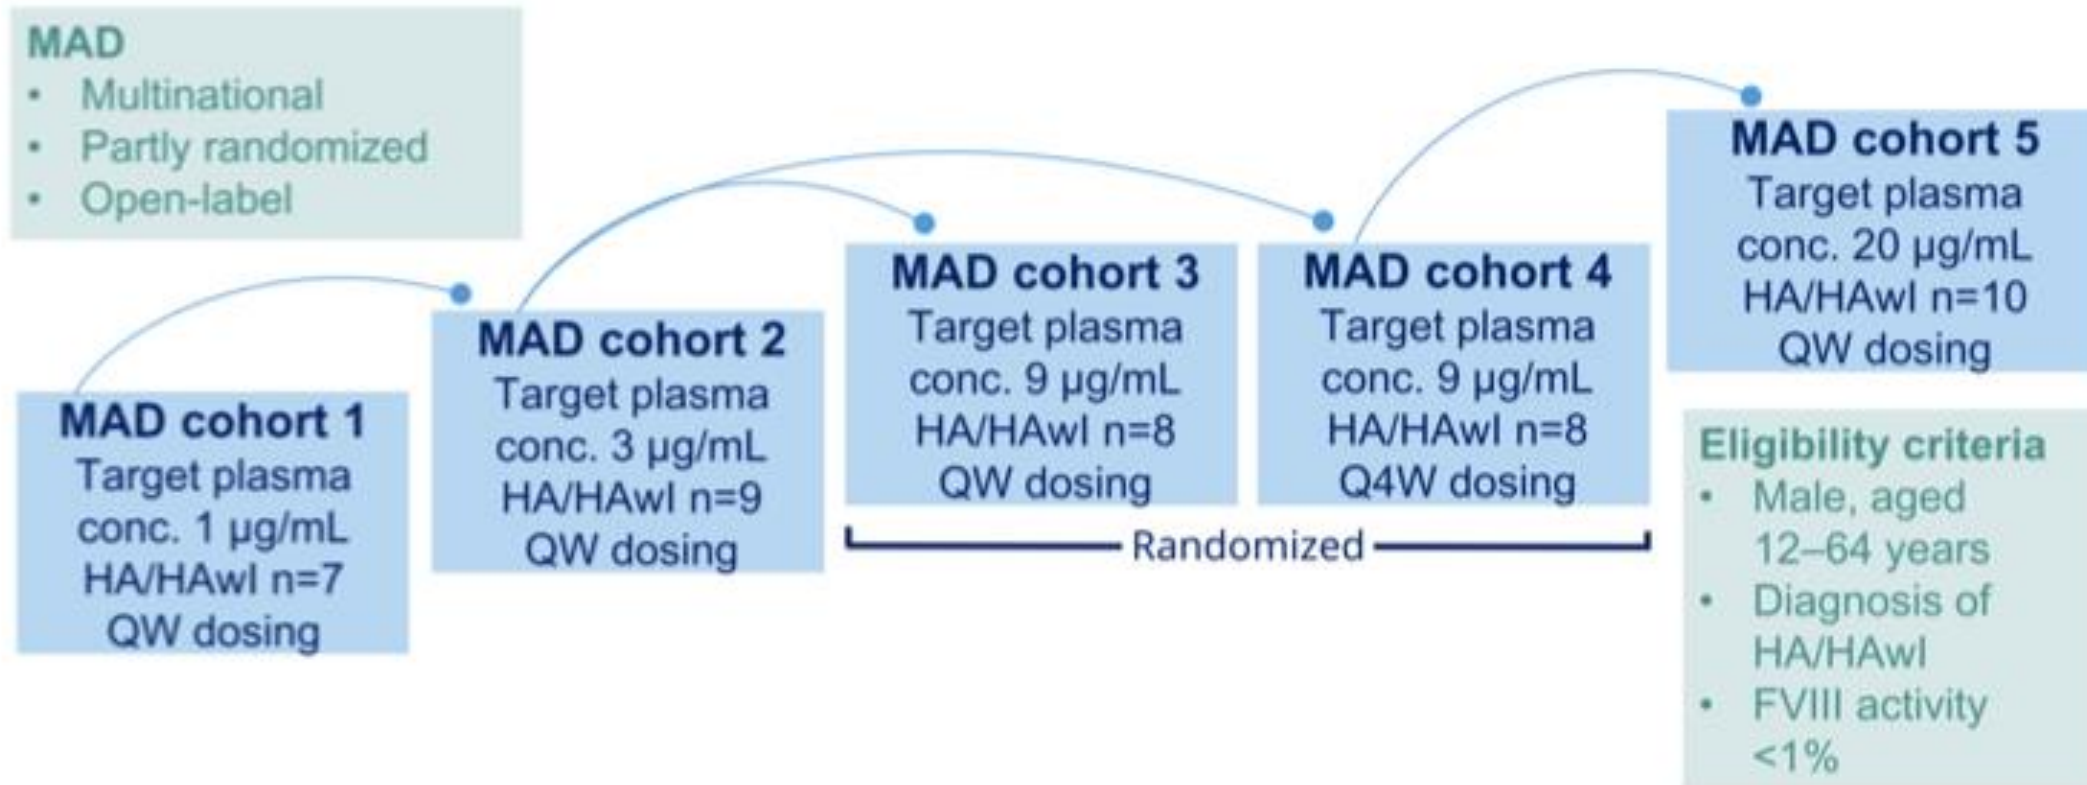 MAD
• Multinational
• Partly randomized
• Open-label
MAD cohort 1
Target plasma
conc. 1 µg/mL
HA/HAwI n=7
QW dosing
MAD cohort 2
Target plasma
conc. 3 µg/mL
HA/HAwI n=9
QW dosing
MAD cohort 3
Target plasma
conc. 9 µg/mL
HA/HAwI n=8
QW dosing
MAD cohort 4
Target plasma
conc. 9 µg/mL
HA/HAwI n=8
Q4W dosing
Randomized
MAD cohort 5
Target plasma
conc. 20 µg/mL
HA/HAwI n=10
QW dosing
Eligibility criteria
• Male, aged
12–64 years
• Diagnosis of
HA/HAwI
• FVIII activity
<1%